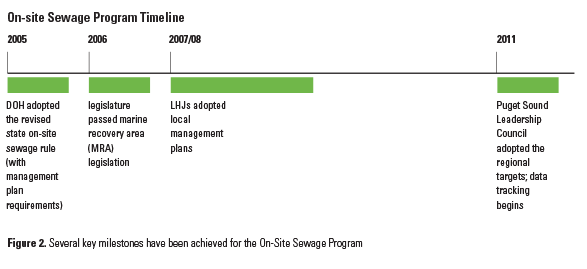 On-site Sewage Program Timeline
2005
2006
2007/08
2011
DOH adopted
the revised
state on-site
sewage rule
(with
management
plan
requirements)
legislature
passed marine
recovery area
(MRA)
legislation
LHJs adopted
local
management
plans
Puget Sound
Leadership
Council
adopted the
regional
targets; data
tracking
begins
Figure 2. Several key milestones have been achieved for the On-Site Sewage Program